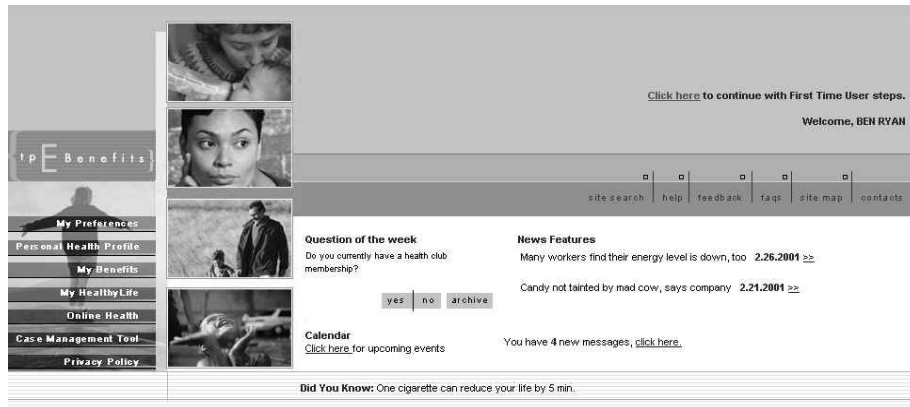 Click here to continue with First Time User steps.
Welcome, BEN RYAN
{tp E Benefits}
site search | help | feedback | faqs | site map | contacts
My Preferences
Personal Health Profile
My Benefits
My HealthyLife
Online Health
Case Management Tool
Privacy Policy
Question of the week
Do you currently have a health club
membership?
yes | no archive
Calendar
Click here for upcoming events
News Features
Many workers find their energy level is down, too 2.26.2001 >>
Candy not tainted by mad cow, says company 2.21.2001 >>
You have 4 new messages, click here.
Did You Know: One cigarette can reduce your life by 5 min.